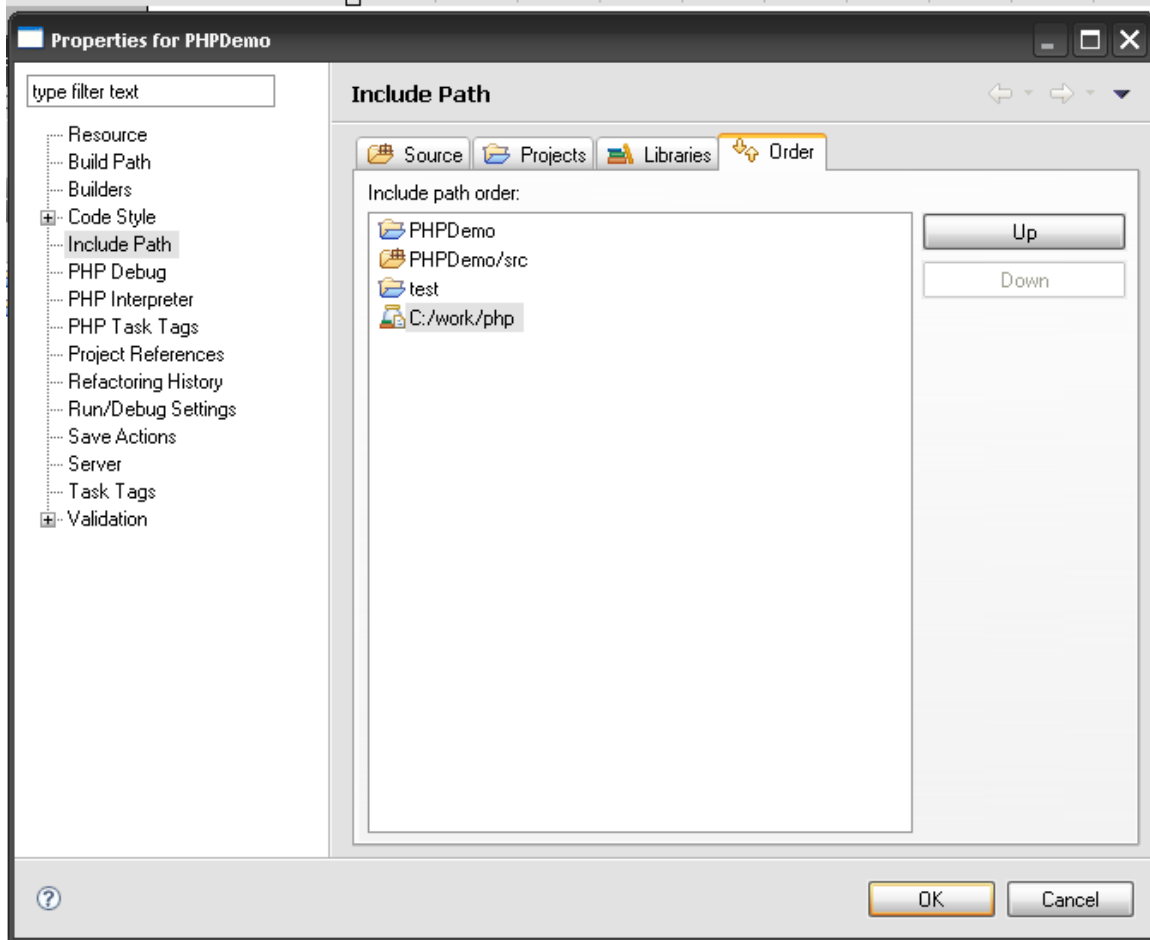 Properties for PHPDemo
type filter text
Resource
Build Path
Builders
Code Style
Include Path
PHP Debug
PHP Interpreter
PHP Task Tags
Project References
Refactoring History
Run/Debug Settings
Save Actions
Server
Task Tags
Validation
Include Path
Source Projects Libraries Order
Include path order:
PHPDemo
PHPDemo/src
test
C:/work/php
Up
Down
OK Cancel